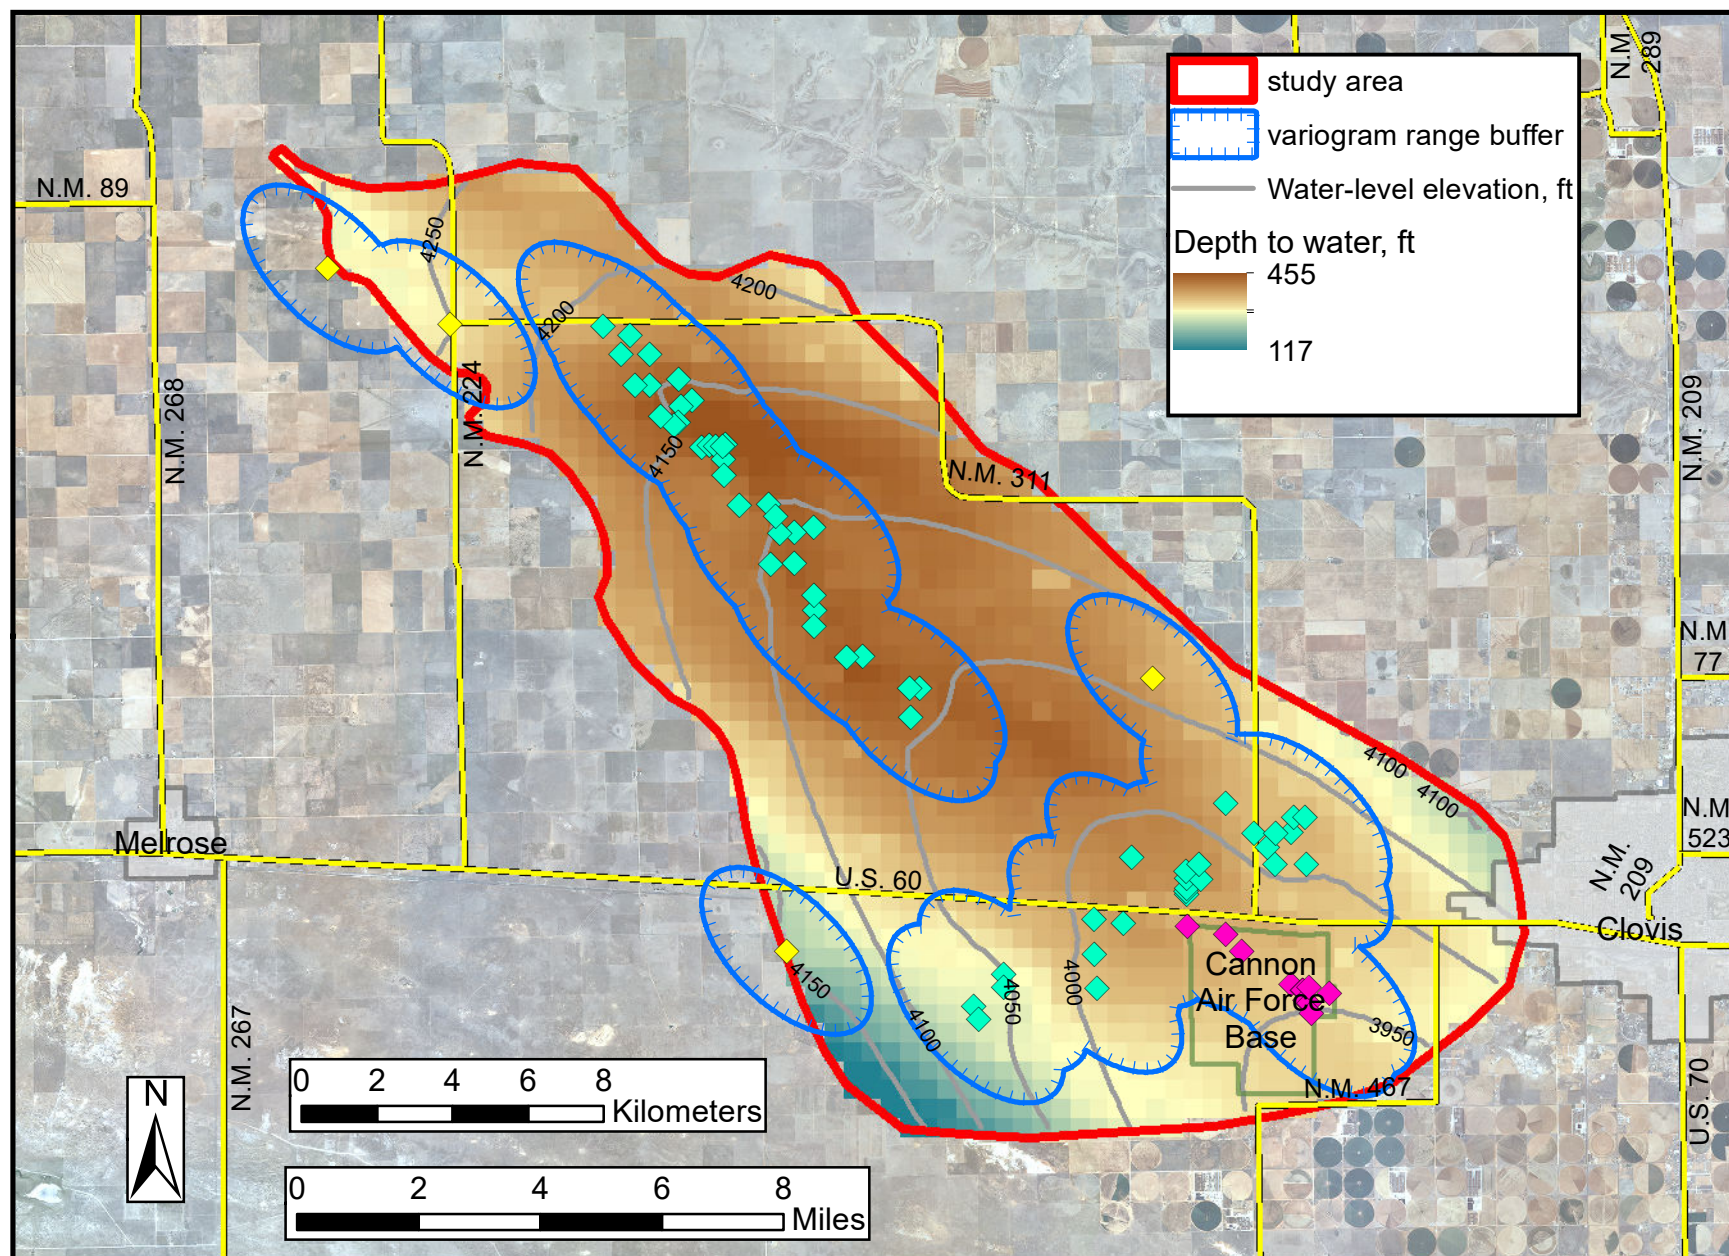 N.M.
289
study area
variogram range buffer
Water-level elevation, ft
Depth to water, ft
455
117
N.M. 89
4250
4200
4200
N.M. 268
N.M. 224
4150
N.M. 311
N.M. 209
N.M
77
4100
4100
N.M
523
Melrose
U.S. 60
N.M.
209
Clovis
4150
4100
4050
4000
Cannon
Air Force
Base
3950
N.M. 467
N.M. 267
U.S. 70
N
0 2 4 6 8
Kilometers
0 2 4 6 8
Miles